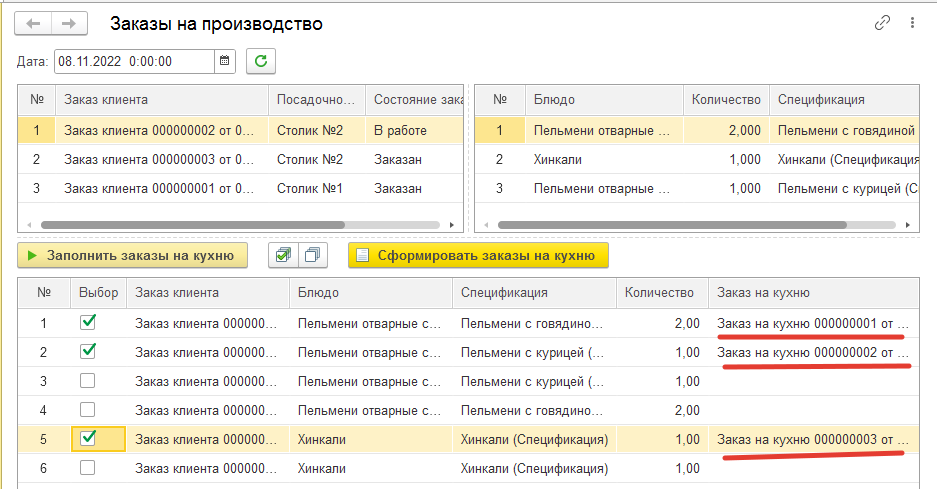 Заказы на производство
Дата: 08.11.2022 0:00:00
№ Заказ клиента Посадочно... Состояние зака
1 Заказ клиента 000000002 от 0... Столик №2 В работе
2 Заказ клиента 000000003 от 0... Столик №2 Заказан
3 Заказ клиента 000000001 от 0... Столик №1 Заказан
№ Блюдо Количество Спецификация
1 Пельмени отварные ... 2,000 Пельмени с говядиной
2 Хинкали 1,000 Хинкали (Спецификация
3 Пельмени отварные ... 1,000 Пельмени с курицей (С
Заполнить заказы на кухню Сформировать заказы на кухню
№ Выбор Заказ клиента Блюдо Спецификация Количество Заказ на кухню
1 Заказ клиента 000000... Пельмени отварные с... Пельмени с говядино... 2,00 Заказ на кухню 000000001 от ...
2 Заказ клиента 000000... Пельмени отварные с... Пельмени с курицей (... 1,00 Заказ на кухню 000000002 от ...
3 Заказ клиента 000000... Пельмени отварные с... Пельмени с курицей (... 1,00
4 Заказ клиента 000000... Пельмени отварные с... Пельмени с говядино... 2,00
5 Заказ клиента 000000... Хинкали Хинкали (Спецификация) 1,00 Заказ на кухню 000000003 от ...
6 Заказ клиента 000000... Хинкали Хинкали (Спецификация) 1,00